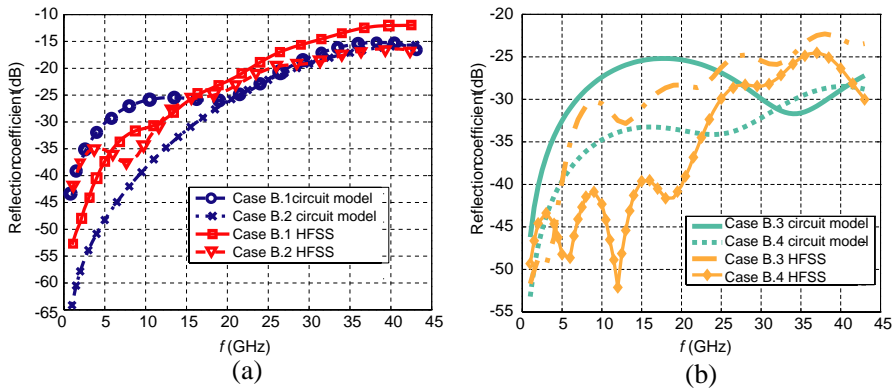 Reflectioncoefficient(dB)
-10
-15
-20
-25
-30
-35
-40
-45
-50
-55
-60
-65
0
5
10
15
20
25
30
35
40
45
f (GHz)
Case B.1circuit model
Case B.2 circuit model
Case B.1 HFSS
Case B.2 HFSS
(a)
Reflectioncoefficient(dB)
-20
-25
-30
-35
-40
-45
-50
-55
0
5
10
15
20
25
30
35
40
45
f (GHz)
Case B.3 circuit model
Case B.4 circuit model
Case B.3 HFSS
Case B.4 HFSS
(b)